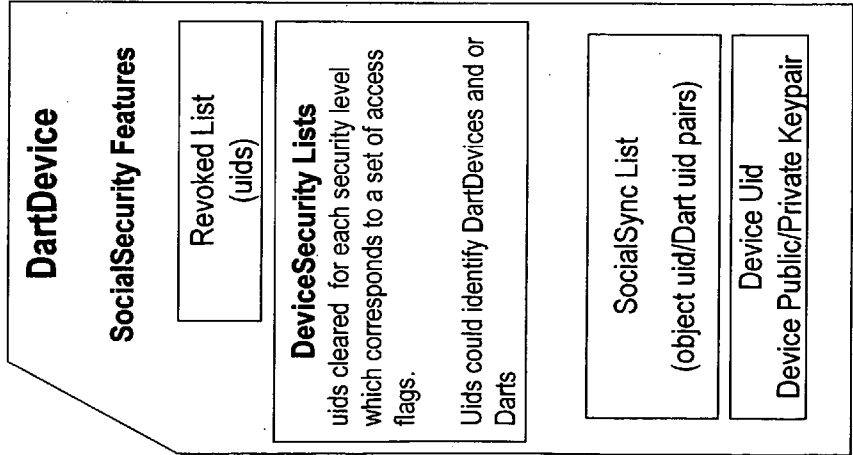 DartDevice
SocialSecurity Features
Revoked List
(uids)
DeviceSecurity Lists
uids cleared for each security level
which corresponds to a set of access
flags.
Uids could identify DartDevices and or
Darts
SocialSync List
(object uid/Dart uid pairs)
Device Uid
Device Public/Private Keypair